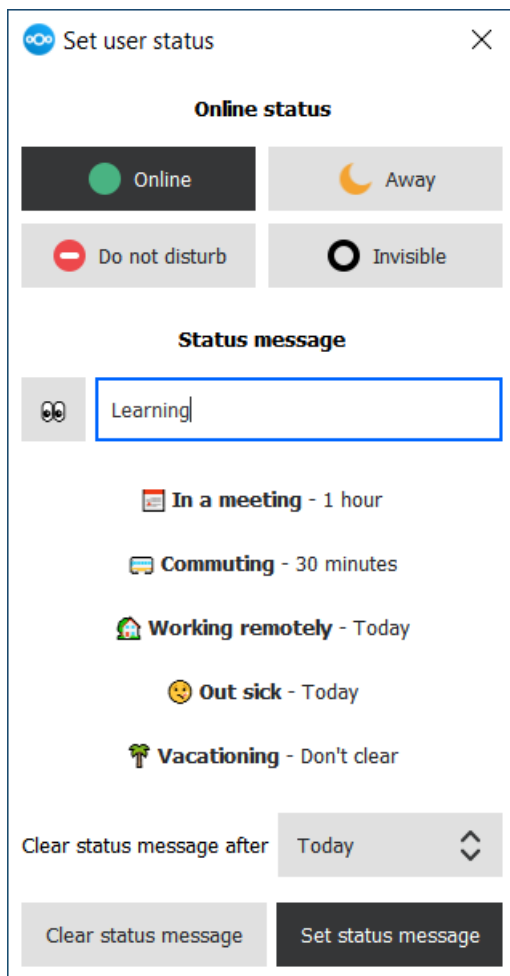 Set user status
Online status
Online Away
Do not disturb Invisible
Status message
Learning
In a meeting - 1 hour
Commuting - 30 minutes
Working remotely - Today
Out sick - Today
Vacationing - Don't clear
Clear status message after Today
Clear status message Set status message